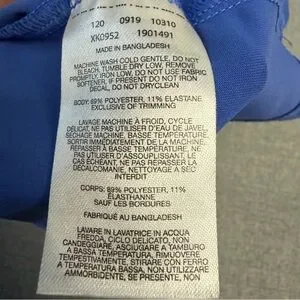 120 0919 10310
XK0952 1901491
MADE IN BANGLADESH
MACHINE WASH COLD GENTLE, DO NOT
BLEACH, TUMBLE DRY LOW, REMOVE
PROMPTLY, IRON LOW, DO NOT USE FABRIC
SOFTENER, IF PRESENT DO NOT IRON
DECAL, DRYCLEAN
BODY: 89% POLYESTER, 11% ELASTANE
EXCLUSIVE OF TRIMMING
LAVAGE MACHINE À FROID, CYCLE
DÉLICAT, NE PAS UTILISER D'EAU DE JAVEL,
SÉCHAGE MACHINE, BASSE TEMPÉRATURE,
SORTIR IMMÉDIATEMENT DE LA MACHINE,
REPASSER À BASSE TEMPÉRATURE, NE PAS
UTILISER D'ASSOUPLISSANT, LE
CAS ÉCHÉANT, NE PAS REPASSER LA
DÉCALCOMANIE, NETTOYAGE À SEC
INTERDIT
CORPS: 89% POLYESTER, 11%
ÉLASTHANNE
SAUF LES BORDURES
FABRIQUÉ AU BANGLADESH
LAVARE IN LAVATRICE IN ACQUA
FREDDA, CICLO DELICATO, NON
CANDEGGIARE, ASCIUGARE A TAMBURO
A TEMPERATURA BASSA, RIMUOVERE
TEMPESTIVAMENTE, STIRARE CON FERRO
A TEMPERATURA BASSA, NON USARE
AMMORBIDENTE, SE PRESENTE, NON